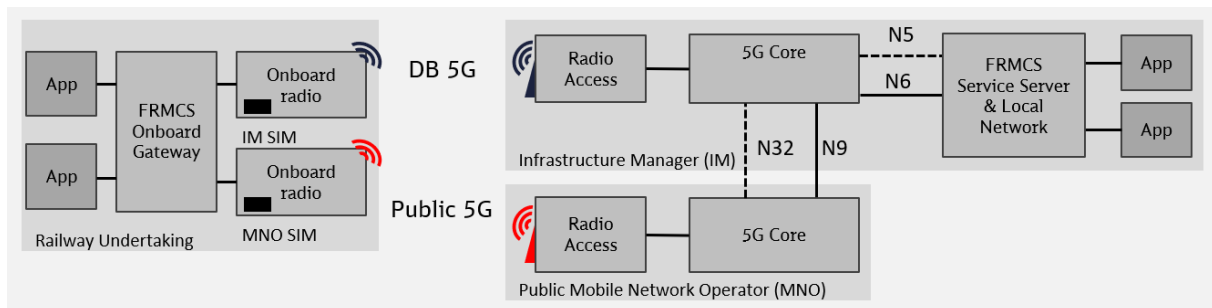 App
App
FRMCS
Onboard
Gateway
Onboard
radio
IM SIM
Onboard
radio
MNO SIM
Railway Undertaking
DB 5G
Public 5G
Radio
Access
5G Core
N5
N6
FRMCS
Service Server
& Local
Network
App
App
Infrastructure Manager (IM)
N32
N9
Radio
Access
5G Core
Public Mobile Network Operator (MNO)